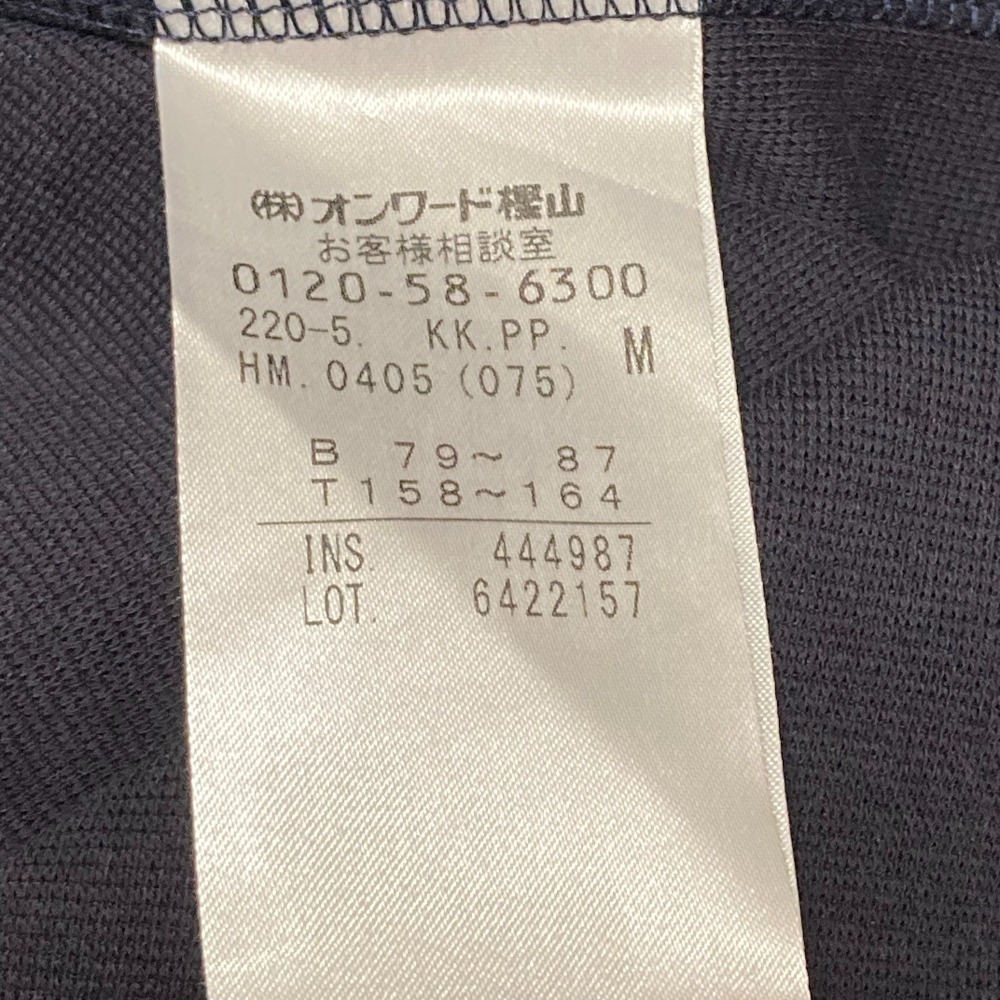 (株)オンワード樫山
お客様相談室
0120-58-6300
220-5. KK.PP. M
HM. 0405 (075)
B 79～ 87
T158～164
INS. 444987
LOT. 6422157